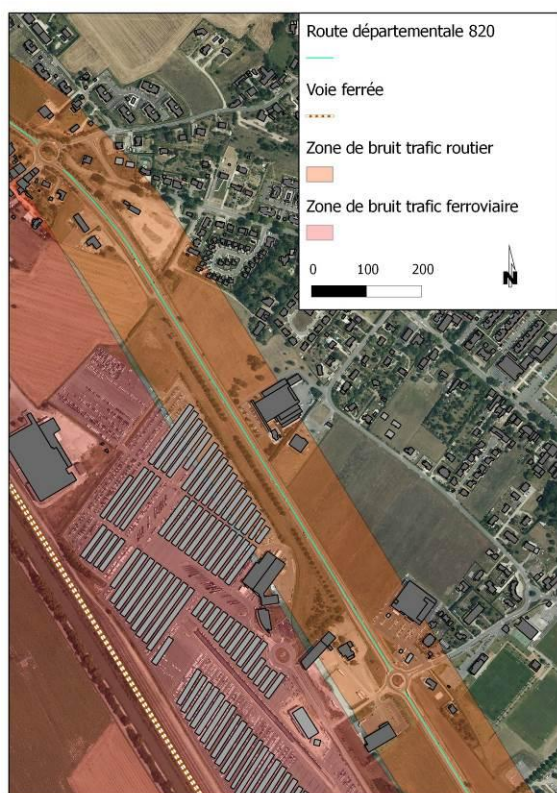 Route départementale 820
Voie ferrée
Zone de bruit trafic routier
Zone de bruit trafic ferroviaire
0 100 200
N